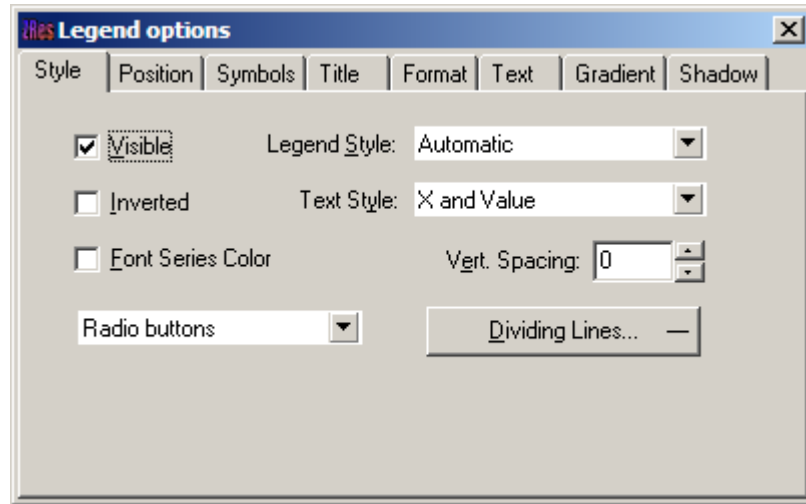 2Res Legend options
Style Position Symbols Title Format Text Gradient Shadow
Visible Legend Style: Automatic
Inverted Text Style: X and Value
Font Series Color Vert. Spacing: 0
Radio buttons Dividing Lines...